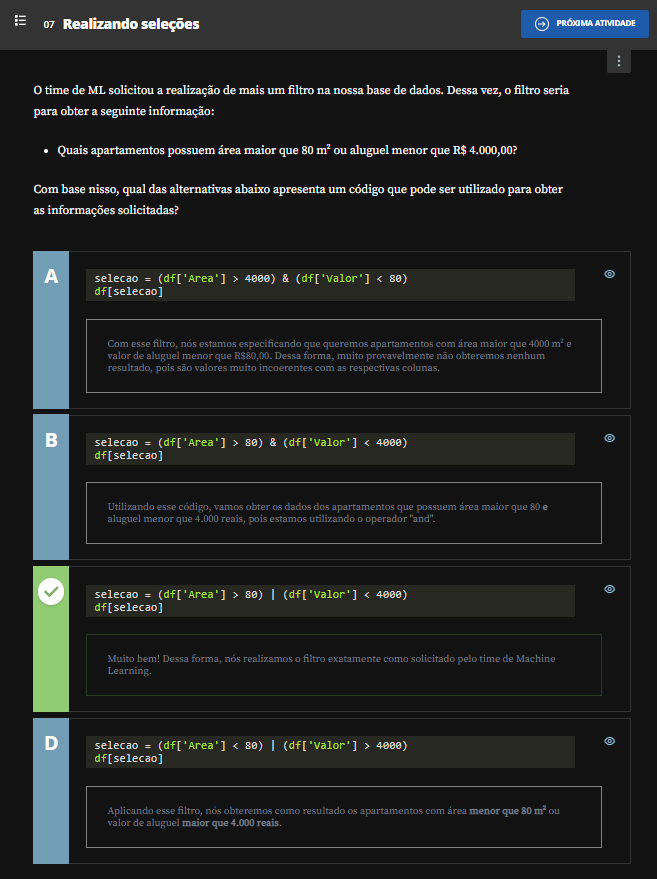 07 Realizando seleções
PRÓXIMA ATIVIDADE
O time de ML solicitou a realização de mais um filtro na nossa base de dados. Dessa vez, o filtro seria
para obter a seguinte informação:
• Quais apartamentos possuem área maior que 80 m² ou aluguel menor que R$ 4.000,00?
Com base nisso, qual das alternativas abaixo apresenta um código que pode ser utilizado para obter
as informações solicitadas?
A
selecao = (df['Area'] > 4000) & (df['Valor'] < 80)
df[selecao]
Com esse filtro, nós estamos especificando que queremos apartamentos com área maior que 4000 m² e
valor de aluguel menor que R$80,00. Dessa forma, muito provavelmente não obteremos nenhum
resultado, pois são valores muito incoerentes com as respectivas colunas.
B
selecao = (df['Area'] > 80) & (df['Valor'] < 4000)
df[selecao]
Utilizando esse código, vamos obter os dados dos apartamentos que possuem área maior que 80 e
aluguel menor que 4.000 reais, pois estamos utilizando o operador "and".
selecao = (df['Area'] > 80) | (df['Valor'] < 4000)
df[selecao]
Muito bem! Dessa forma, nós realizamos o filtro exatamente como solicitado pelo time de Machine
Learning.
D
selecao = (df['Area'] < 80) | (df['Valor'] > 4000)
df[selecao]
Aplicando esse filtro, nós obteremos como resultado os apartamentos com área menor que 80 m² ou
valor de aluguel maior que 4.000 reais.